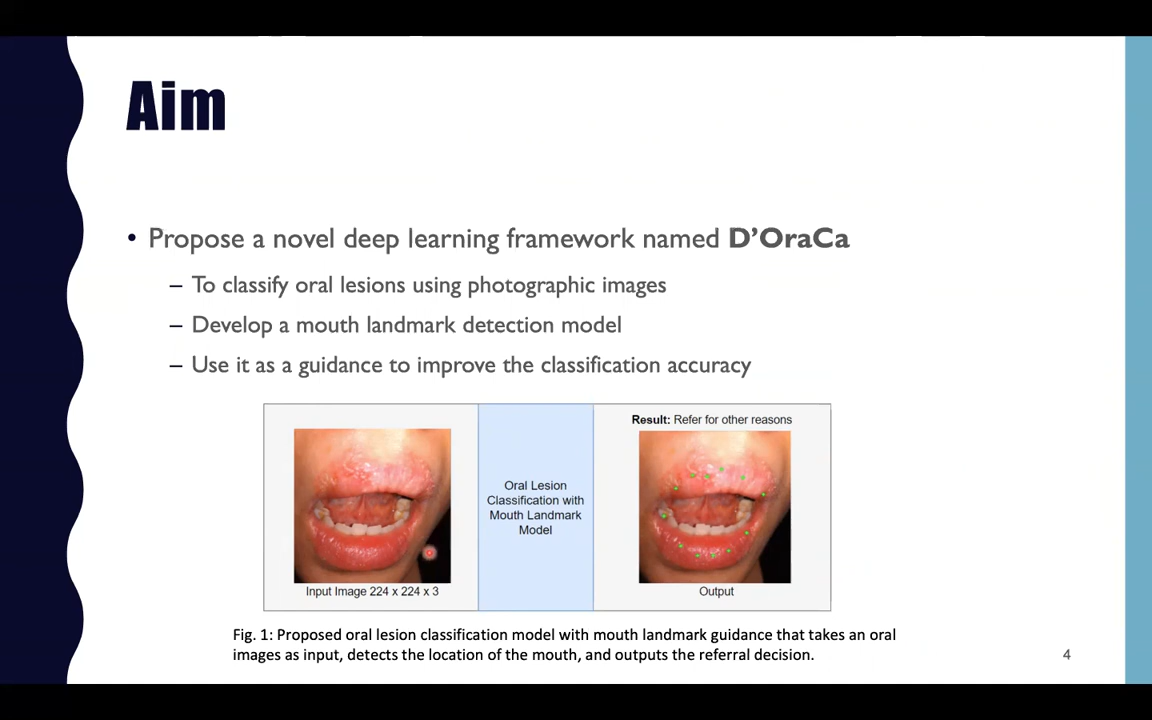 Aim
• Propose a novel deep learning framework named D'OraCa
– To classify oral lesions using photographic images
– Develop a mouth landmark detection model
– Use it as a guidance to improve the classification accuracy
Result: Refer for other reasons
Oral Lesion
Classification with
Mouth Landmark
Model
Input Image 224 x 224 x 3
Output
Fig. 1: Proposed oral lesion classification model with mouth landmark guidance that takes an oral
images as input, detects the location of the mouth, and outputs the referral decision.
4